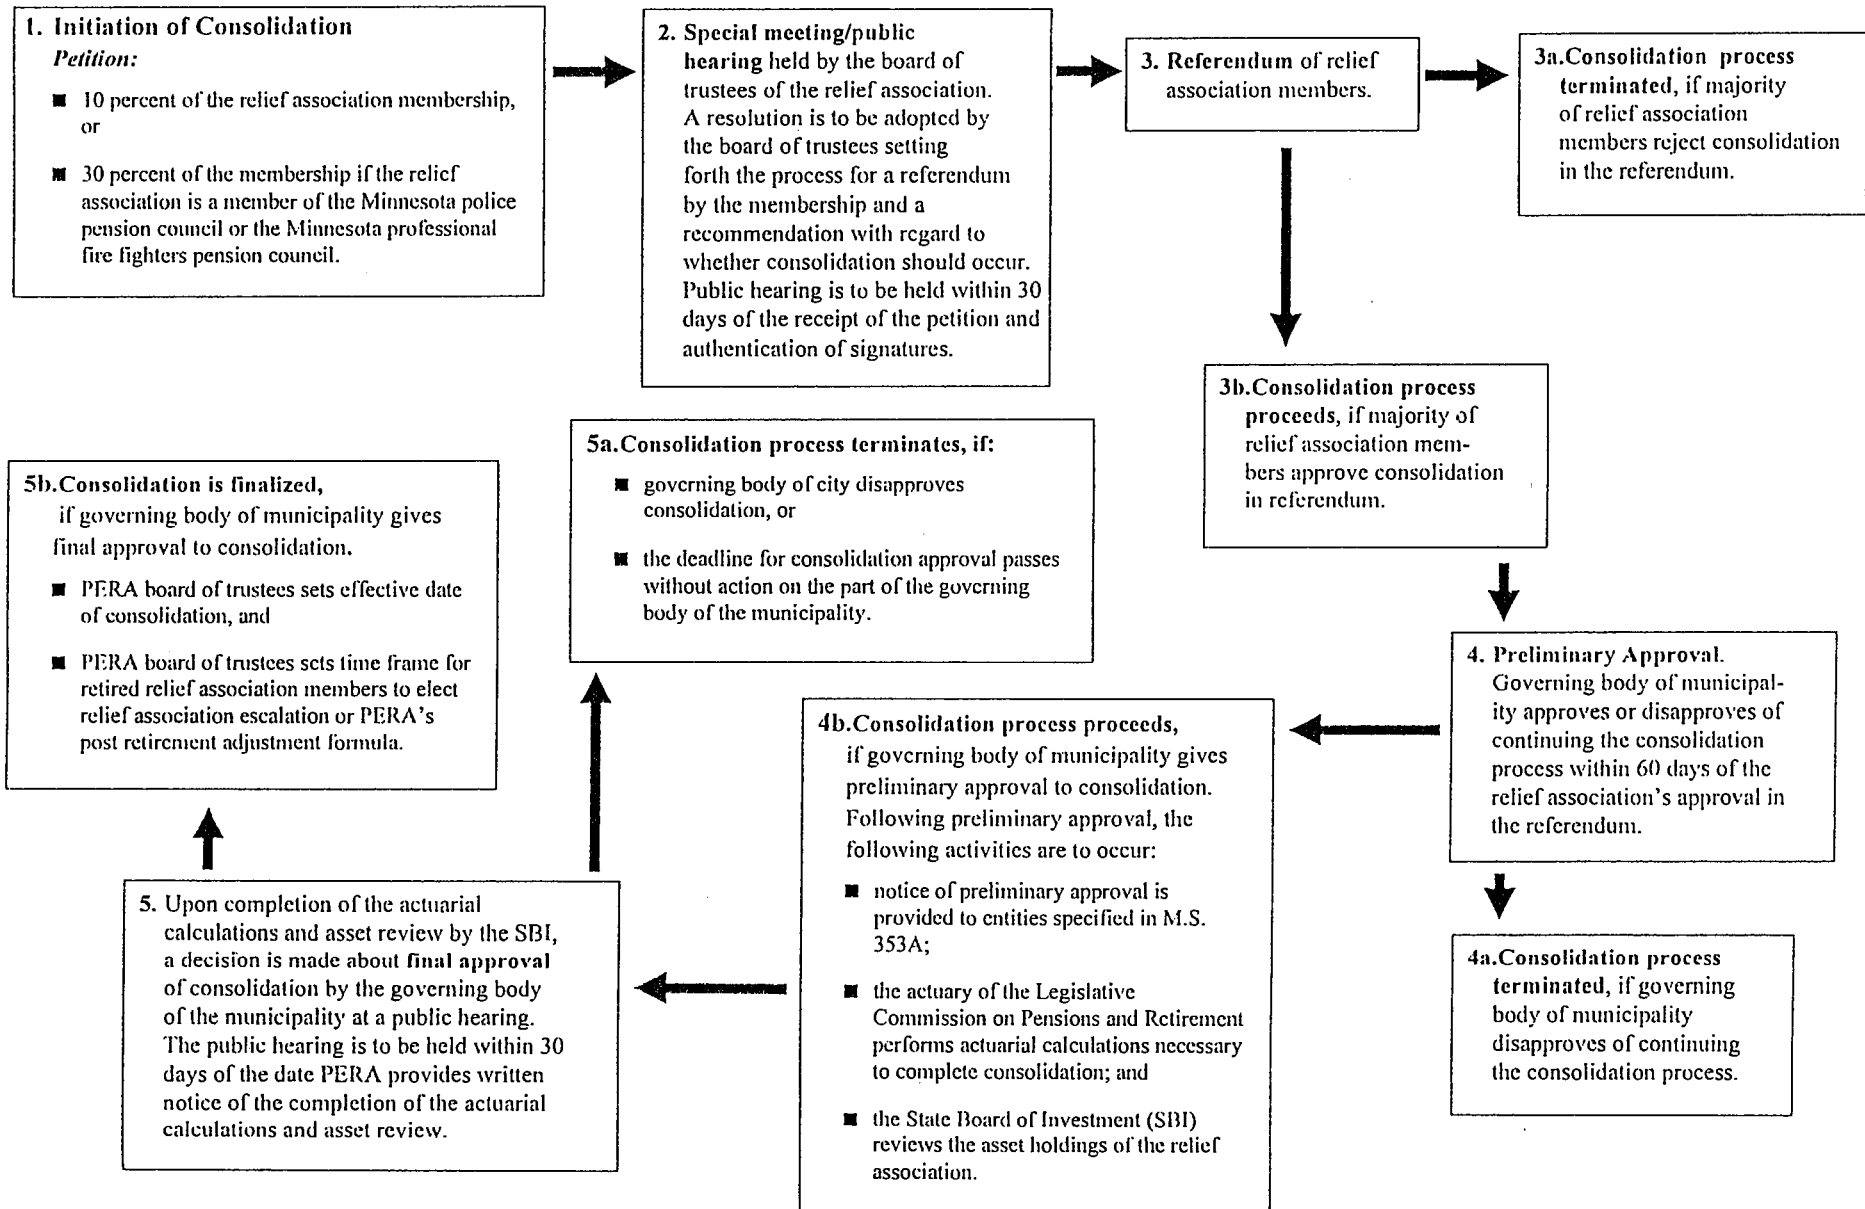 1. Initiation of Consolidation
Petition:
■ 10 percent of the relief association membership,
or
■ 30 percent of the membership if the relief
association is a member of the Minnesota police
pension council or the Minnesota professional
fire fighters pension council.
2. Special meeting/public
hearing held by the board of
trustees of the relief association.
A resolution is to be adopted by
the board of trustees setting
forth the process for a referendum
by the membership and a
recommendation with regard to
whether consolidation should occur.
Public hearing is to be held within 30
days of the receipt of the petition and
authentication of signatures.
3. Referendum of relief
association members.
3a.Consolidation process
terminated, if majority
of relief association
members reject consolidation
in the referendum.
3b.Consolidation process
proceeds, if majority of
relief association mem-
bers approve consolidation
in referendum.
4. Preliminary Approval.
Governing body of municipal-
ity approves or disapproves of
continuing the consolidation
process within 60 days of the
relief association's approval in
the referendum.
4a.Consolidation process
terminated, if governing
body of municipality
disapproves of continuing
the consolidation process.
4b.Consolidation process proceeds,
if governing body of municipality gives
preliminary approval to consolidation.
Following preliminary approval, the
following activities are to occur:
■ notice of preliminary approval is
provided to entities specified in M.S.
353A;
■ the actuary of the Legislative
Commission on Pensions and Retirement
performs actuarial calculations necessary
to complete consolidation; and
■ the State Board of Investment (SBI)
reviews the asset holdings of the relief
association.
5. Upon completion of the actuarial
calculations and asset review by the SBI,
a decision is made about final approval
of consolidation by the governing body
of the municipality at a public hearing.
The public hearing is to be held within 30
days of the date PERA provides written
notice of the completion of the actuarial
calculations and asset review.
5a.Consolidation process terminates, if:
■ governing body of city disapproves
consolidation, or
■ the deadline for consolidation approval passes
without action on the part of the governing
body of the municipality.
5b.Consolidation is finalized,
if governing body of municipality gives
final approval to consolidation.
■ PERA board of trustees sets effective date
of consolidation, and
■ PERA board of trustees sets time frame for
retired relief association members to elect
relief association escalation or PERA's
post retirement adjustment formula.